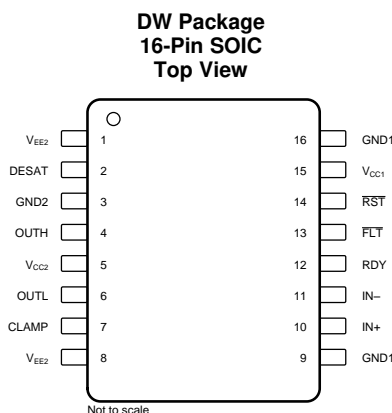 DW Package
16-Pin SOIC
Top View
VEE2 1 16 GND1
DESAT 2 15 VCC1
GND2 3 14 RST
OUTH 4 13 FLT
VCC2 5 12 RDY
OUTL 6 11 IN–
CLAMP 7 10 IN+
VEE2 8 9 GND1
Not to scale